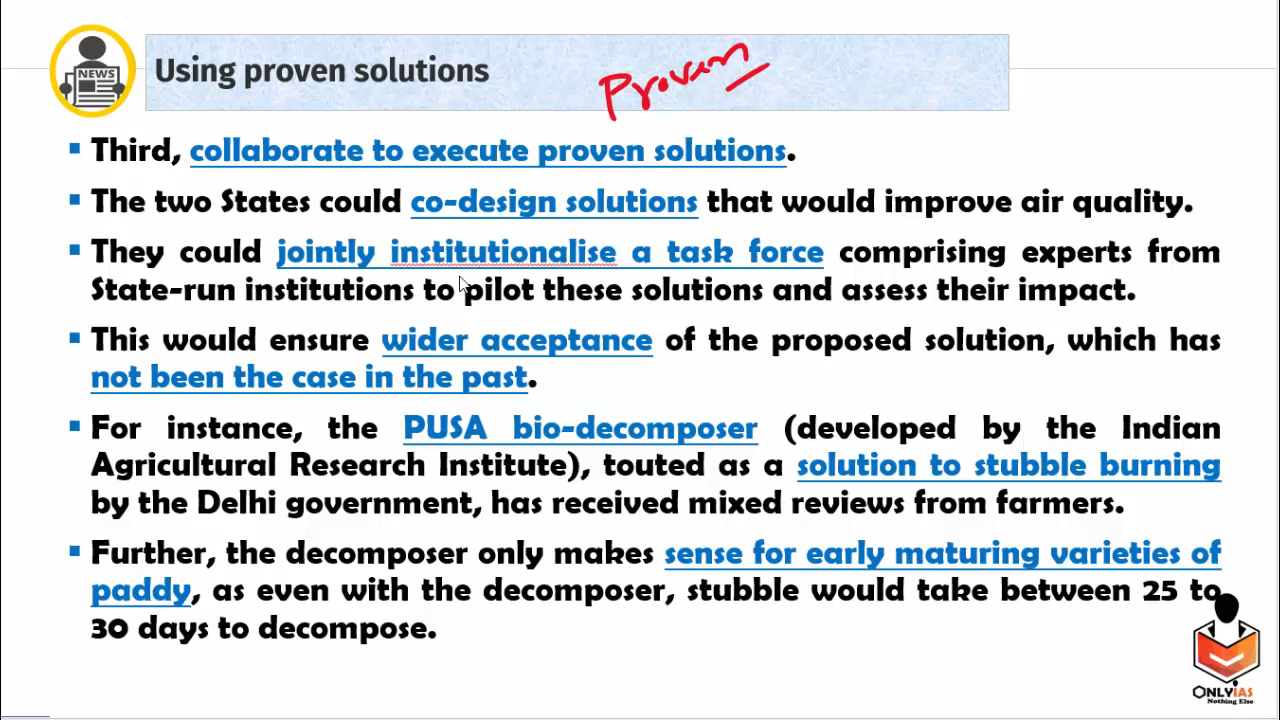 NEWS
Using proven solutions
Proven
▪ Third, collaborate to execute proven solutions.
▪ The two States could co-design solutions that would improve air quality.
▪ They could jointly institutionalise a task force comprising experts from
State-run institutions to pilot these solutions and assess their impact.
▪ This would ensure wider acceptance of the proposed solution, which has
not been the case in the past.
▪ For instance, the PUSA bio-decomposer (developed by the Indian
Agricultural Research Institute), touted as a solution to stubble burning
by the Delhi government, has received mixed reviews from farmers.
▪ Further, the decomposer only makes sense for early maturing varieties of
paddy, as even with the decomposer, stubble would take between 25 to
30 days to decompose.
ONLYIAS
Nothing Else